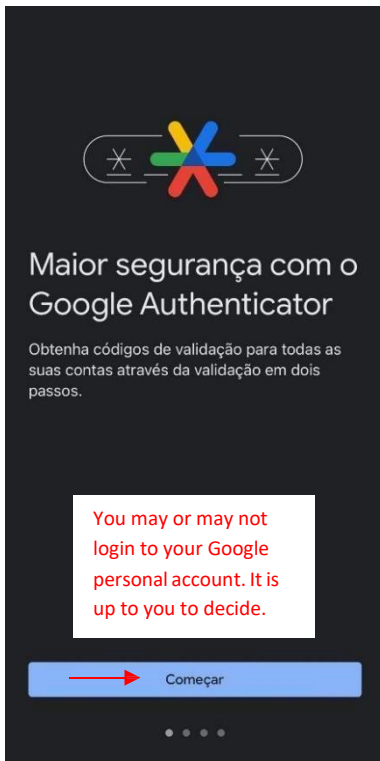 Maior segurança com o
Google Authenticator
Obtenha códigos de validação para todas as
suas contas através da validação em dois
passos.
You may or may not
login to your Google
personal account. It is
up to you to decide.
Começar